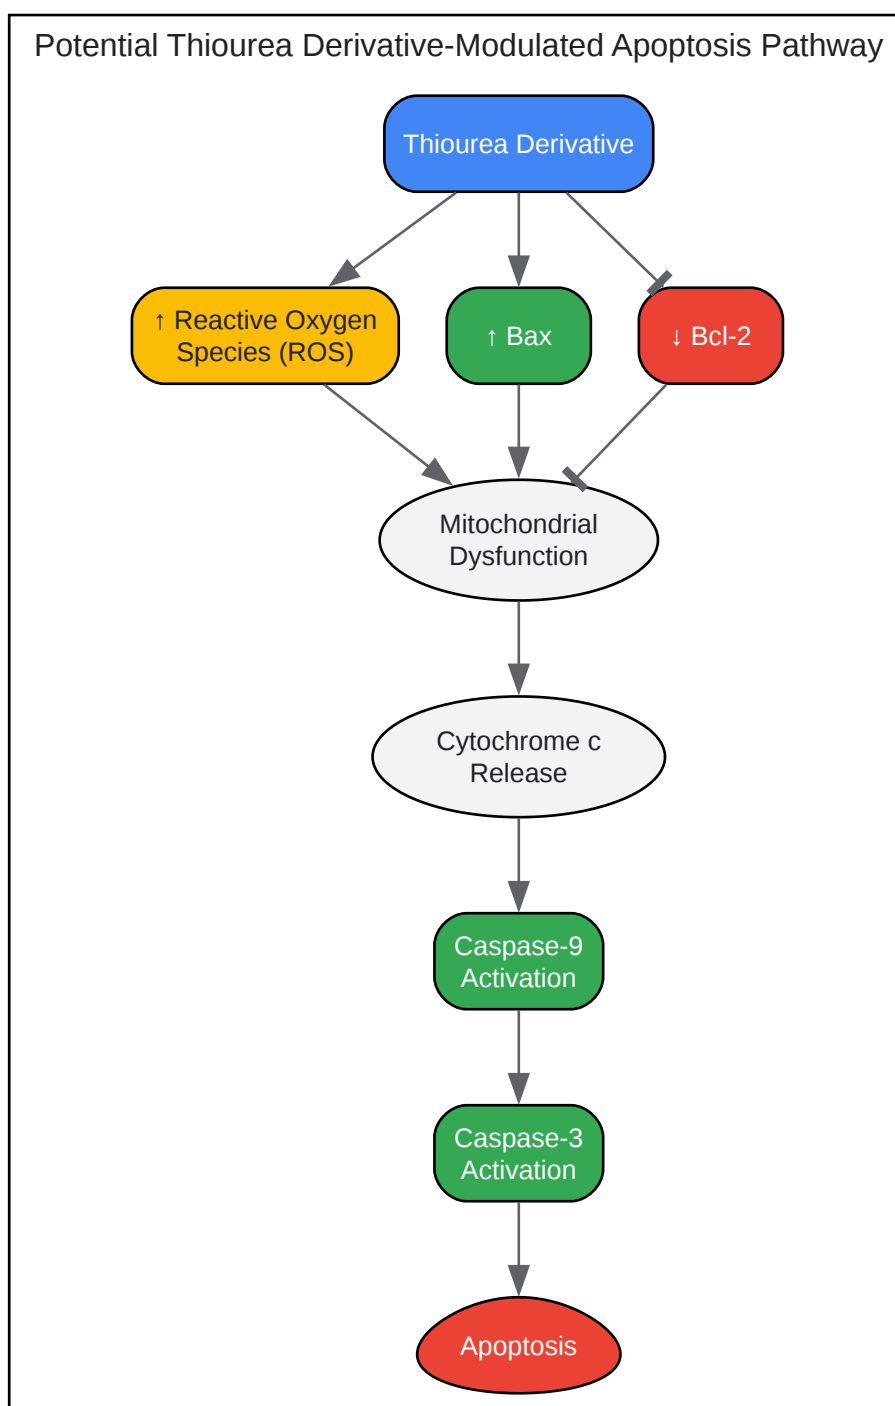 Potential Thiourea Derivative-Modulated Apoptosis Pathway
Thiourea Derivative
↑ Reactive Oxygen
Species (ROS)
↑ Bax
↓ Bcl-2
Mitochondrial
Dysfunction
Cytochrome c
Release
Caspase-9
Activation
Caspase-3
Activation
Apoptosis